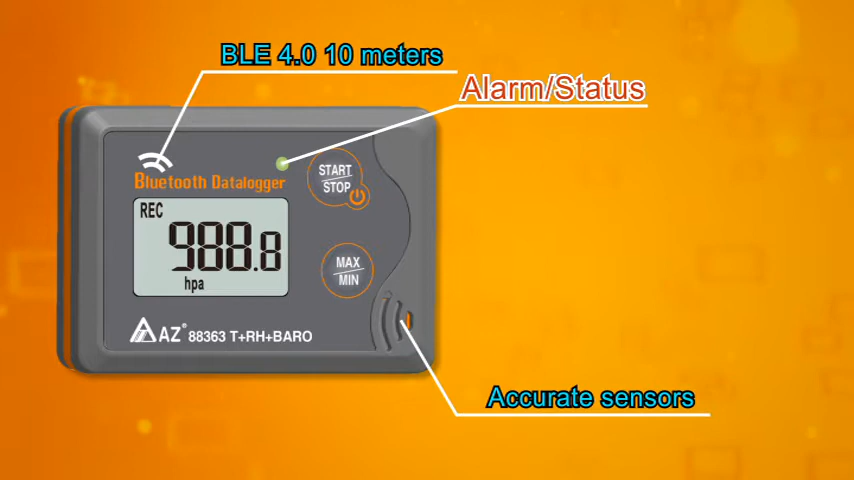 BLE 4.0 10 meters
Alarm/Status
Bluetooth Datalogger
START
STOP
REC
988.8
hpa
MAX
MIN
AZ® 88363 T+RH+BARO
Accurate sensors